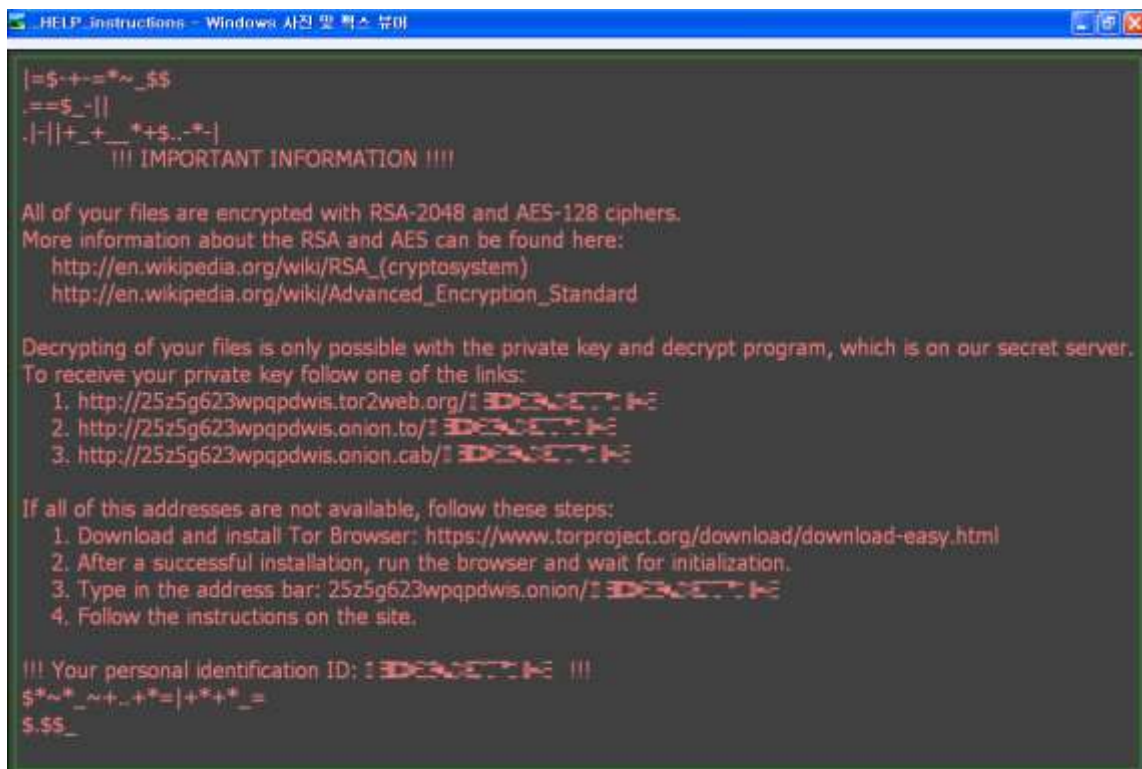 _HELP_instructions - Windows 사진 및 팩스 뷰어
|=$-+-=*~_$$
.==$_-||
.|-||+_+__*+$..-*-|
!!! IMPORTANT INFORMATION !!!!
All of your files are encrypted with RSA-2048 and AES-128 ciphers.
More information about the RSA and AES can be found here:
http://en.wikipedia.org/wiki/RSA_(cryptosystem)
http://en.wikipedia.org/wiki/Advanced_Encryption_Standard
Decrypting of your files is only possible with the private key and decrypt program, which is on our secret server.
To receive your private key follow one of the links:
1. http://25z5g623wpqpdwis.tor2web.org/
2. http://25z5g623wpqpdwis.onion.to/
3. http://25z5g623wpqpdwis.onion.cab/
If all of this addresses are not available, follow these steps:
1. Download and install Tor Browser: https://www.torproject.org/download/download-easy.html
2. After a successful installation, run the browser and wait for initialization.
3. Type in the address bar: 25z5g623wpqpdwis.onion/
4. Follow the instructions on the site.
!!! Your personal identification ID: !!!
$*~*_~+..+*=|+*+*_=
$.$$_